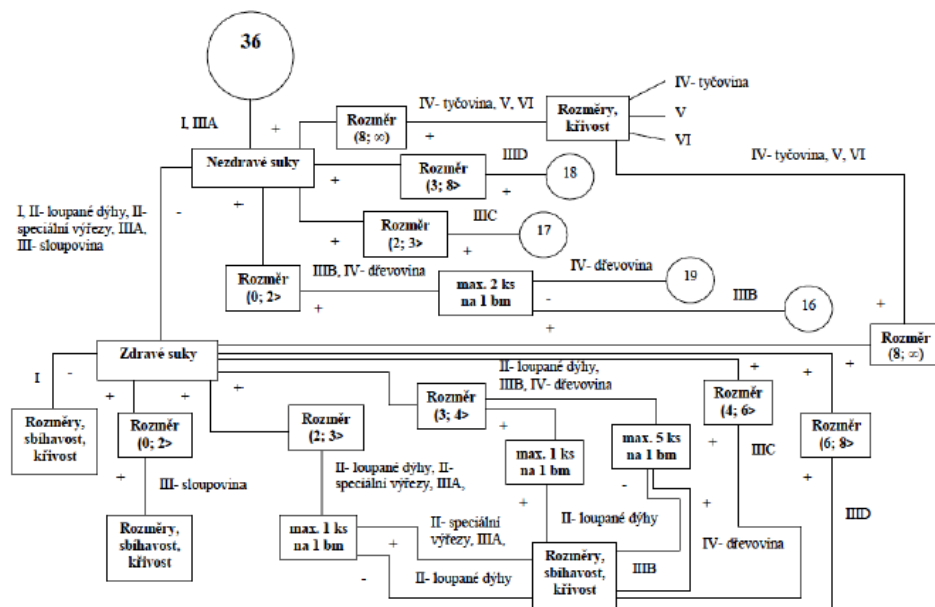 36
I, IIIA
+
Nezdravé suky
Rozměr
(8; ∞)
IV- tyčovina, V, VI
+
Rozměry,
křivost
IV- tyčovina
V
VI
IV- tyčovina, V, VI
+
Rozměr
(3; 8>
IIID
+
18
I, II- loupané dýhy, II-
speciální výřezy, IIIA,
III- sloupovina
-
+
+
Rozměr
(2; 3>
IIIC
+
17
Rozměr
(0; 2>
IIIB, IV- dřevovina
+
max. 2 ks
na 1 bm
IV- dřevovina
-
19
IIIB
+
16
+
Rozměr
(8; ∞)
Zdravé suky
I
-
+
+
+
II- loupané dýhy,
IIIB, IV- dřevovina
+
+
+
Rozměry,
sbíhavost,
křivost
Rozměr
(0; 2>
Rozměr
(2; 3>
Rozměr
(3; 4>
+
max. 1 ks
na 1 bm
max. 5 ks
na 1 bm
Rozměr
(4; 6>
+
IIIC
Rozměr
(6; 8>
+
+
III- sloupovina
II- loupané dýhy, II-
speciální výřezy, IIIA,
+
-
+
Rozměry,
sbíhavost,
křivost
max. 1 ks
na 1 bm
+
-
II- speciální
výřezy, IIIA,
II- loupané dýhy
II- loupané dýhy
Rozměry,
sbíhavost,
křivost
IIIB
IV- dřevovina
IIID